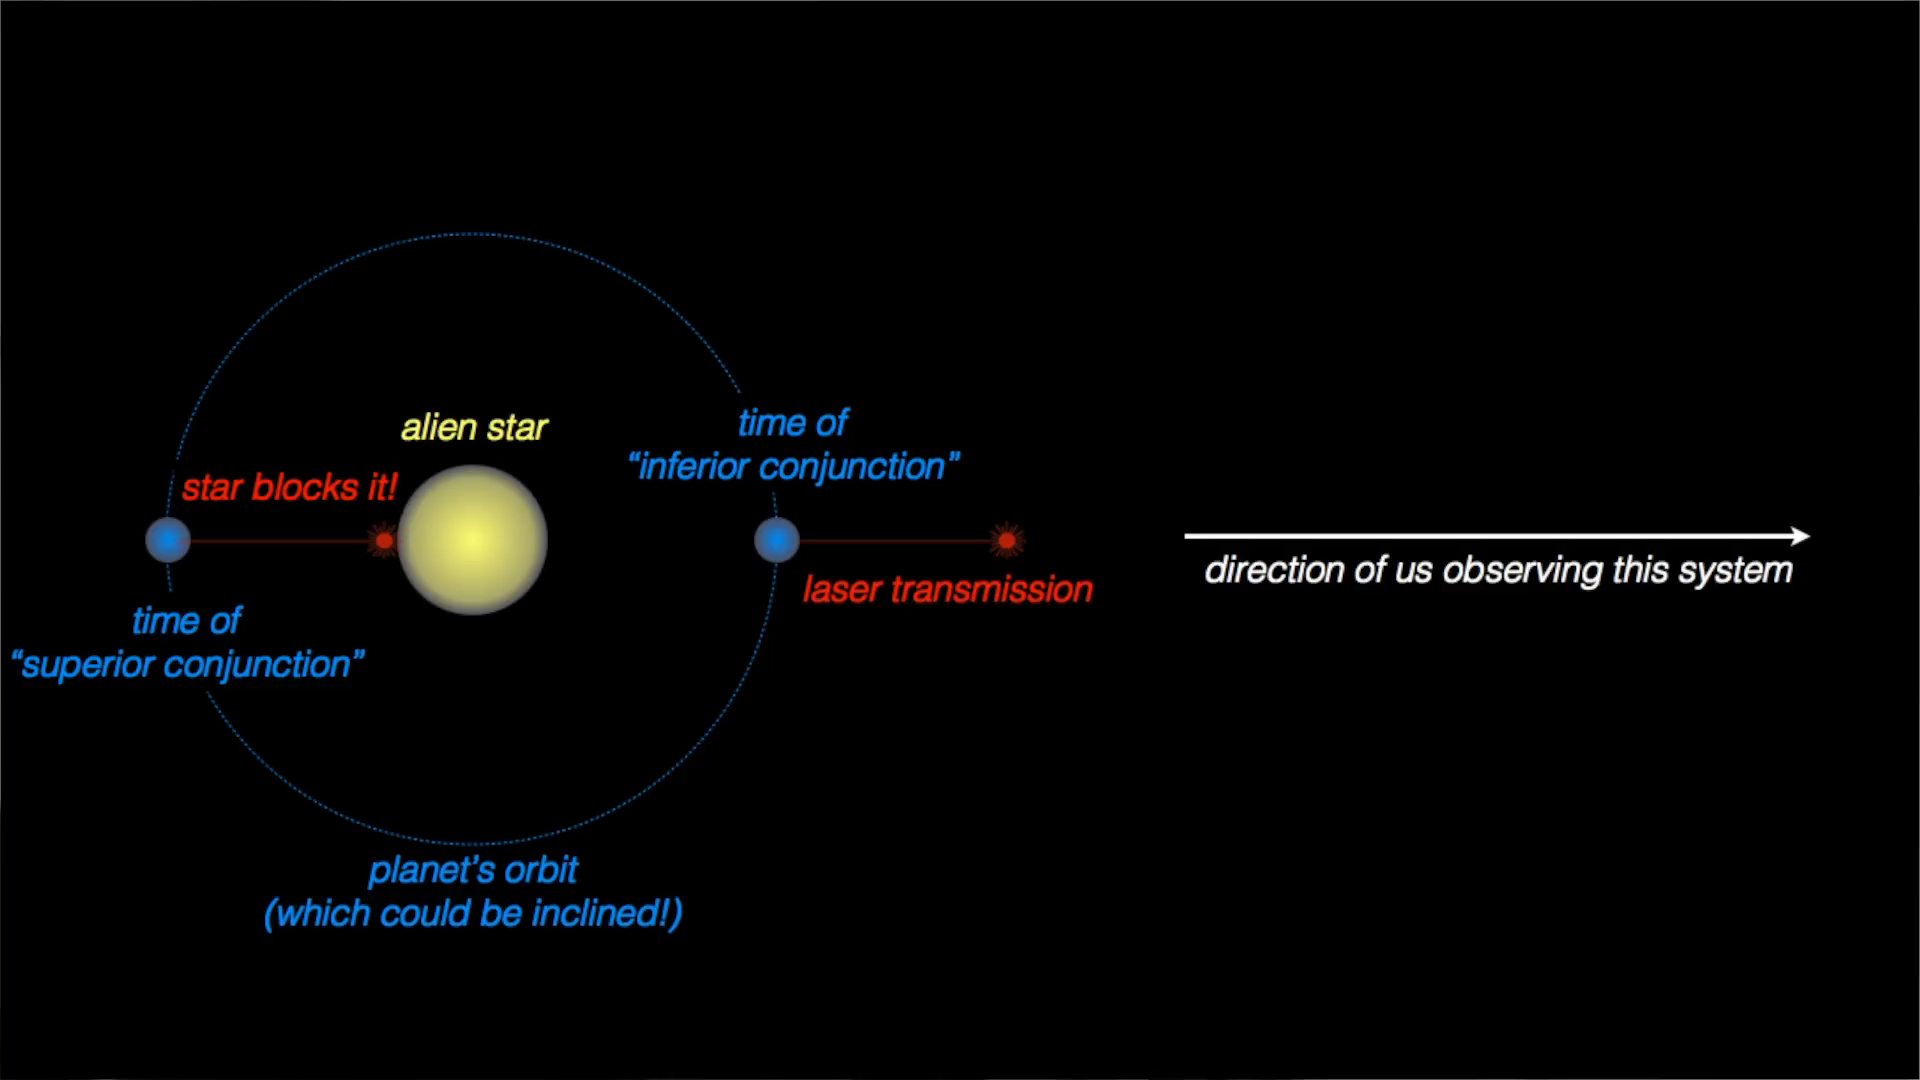 alien star
star blocks it!
time of
“superior conjunction”
time of
“inferior conjunction”
laser transmission
direction of us observing this system
planet’s orbit
(which could be inclined!)